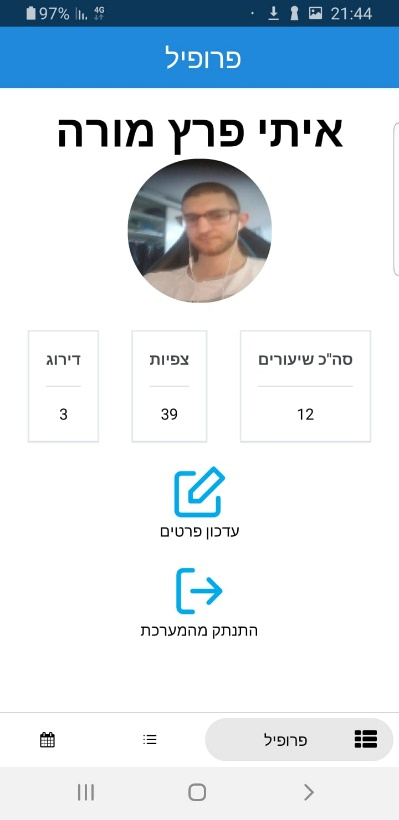 97% 4G 21:44
פרופיל
איתי פרץ מורה
סה"כ שיעורים
12
צפיות
39
דירוג
3
עדכון פרטים
התנתק מהמערכת
פרופיל